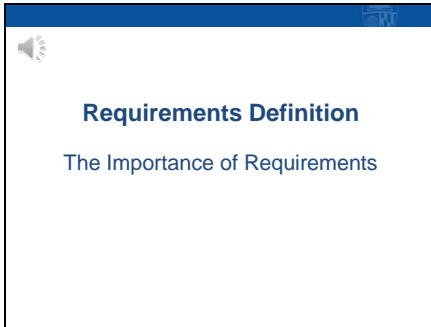 Requirements Definition
The Importance of Requirements